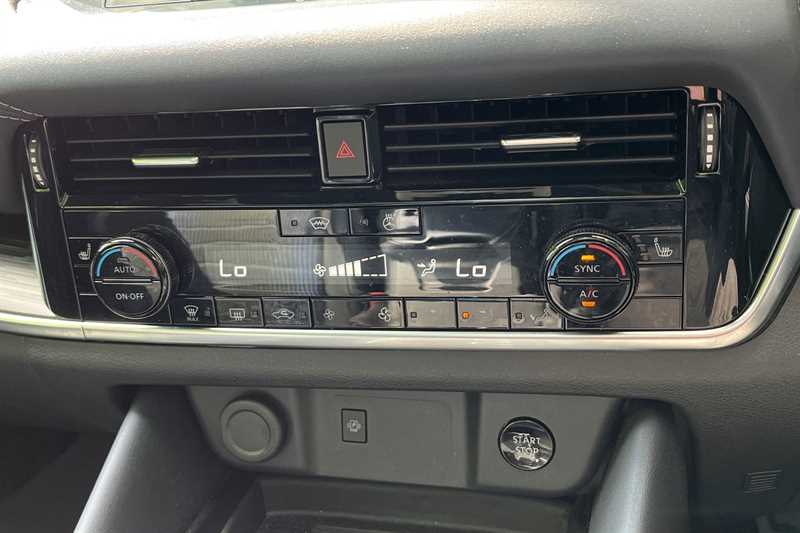 AUTO
ON·OFF
Lo
Lo
SYNC
A/C
MAX
START
STOP